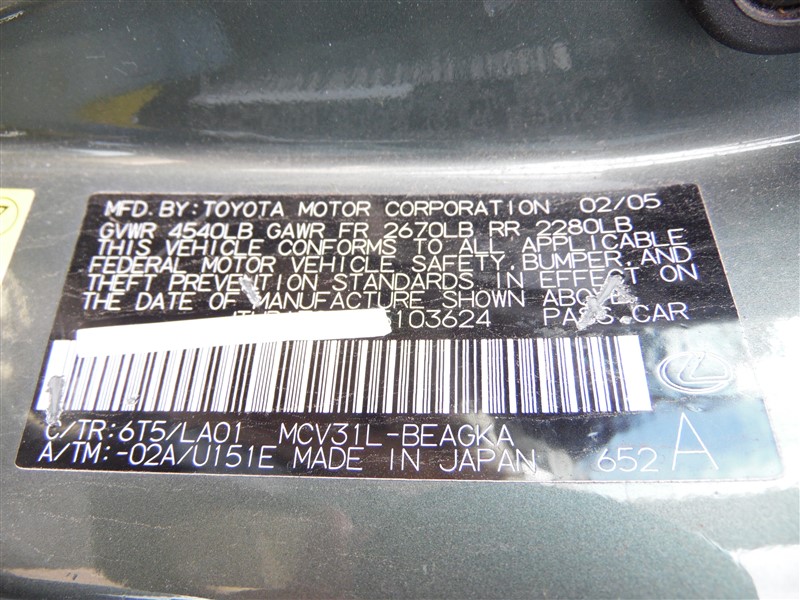 MFD. BY: TOYOTA MOTOR CORPORATION 02/05
GVWR 4540LB GAWR FR 2670LB RR 2280LB
THIS VEHICLE CONFORMS TO ALL APPLICABLE
FEDERAL MOTOR VEHICLE SAFETY, BUMPER, AND
THEFT PREVENTION STANDARDS IN EFFECT ON
THE DATE OF MANUFACTURE SHOWN ABOVE.
5103624 PASS. CAR
C/TR: 6T5/LA01 MCV31L-BEAGKA
A/TM: -02A/U151E MADE IN JAPAN 652 A